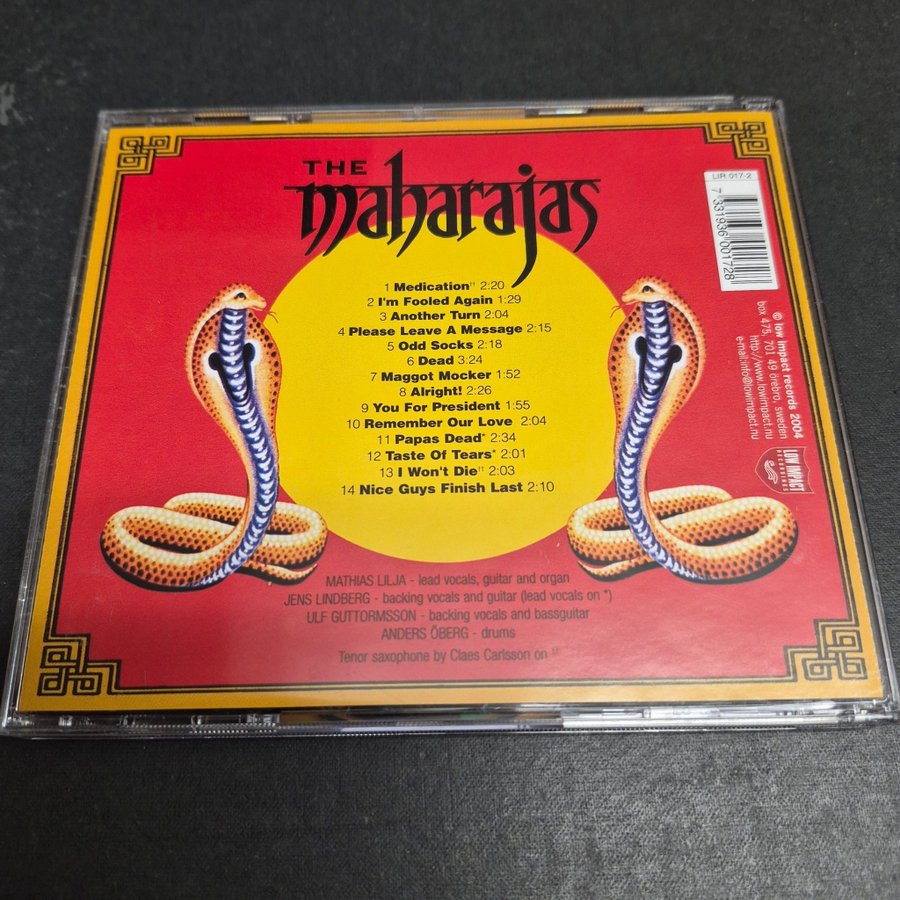 THE
maharajas
1 Medication†† 2:20
2 I'm Fooled Again 1:29
3 Another Turn 2:04
4 Please Leave A Message 2:15
5 Odd Socks 2:18
6 Dead 3:24
7 Maggot Mocker 1:52
8 Alright! 2:26
9 You For President 1:55
10 Remember Our Love 2:04
11 Papas Dead* 2:34
12 Taste Of Tears* 2:01
13 I Won't Die†† 2:03
14 Nice Guys Finish Last 2:10
MATHIAS LILJA - lead vocals, guitar and organ
JENS LINDBERG - backing vocals and guitar (lead vocals on *)
ULF GUTTORMSSON - backing vocals and bassguitar
ANDERS ÖBERG - drums
Tenor saxophone by Claes Carlsson on ††
LIR 017-2
7 331936 001728
© low impact records 2004
box 475, 701 49 örebro, sweden
http://www.lowimpact.nu
e-mail:info@lowimpact.nu
LOW IMPACT
RECORDINGS